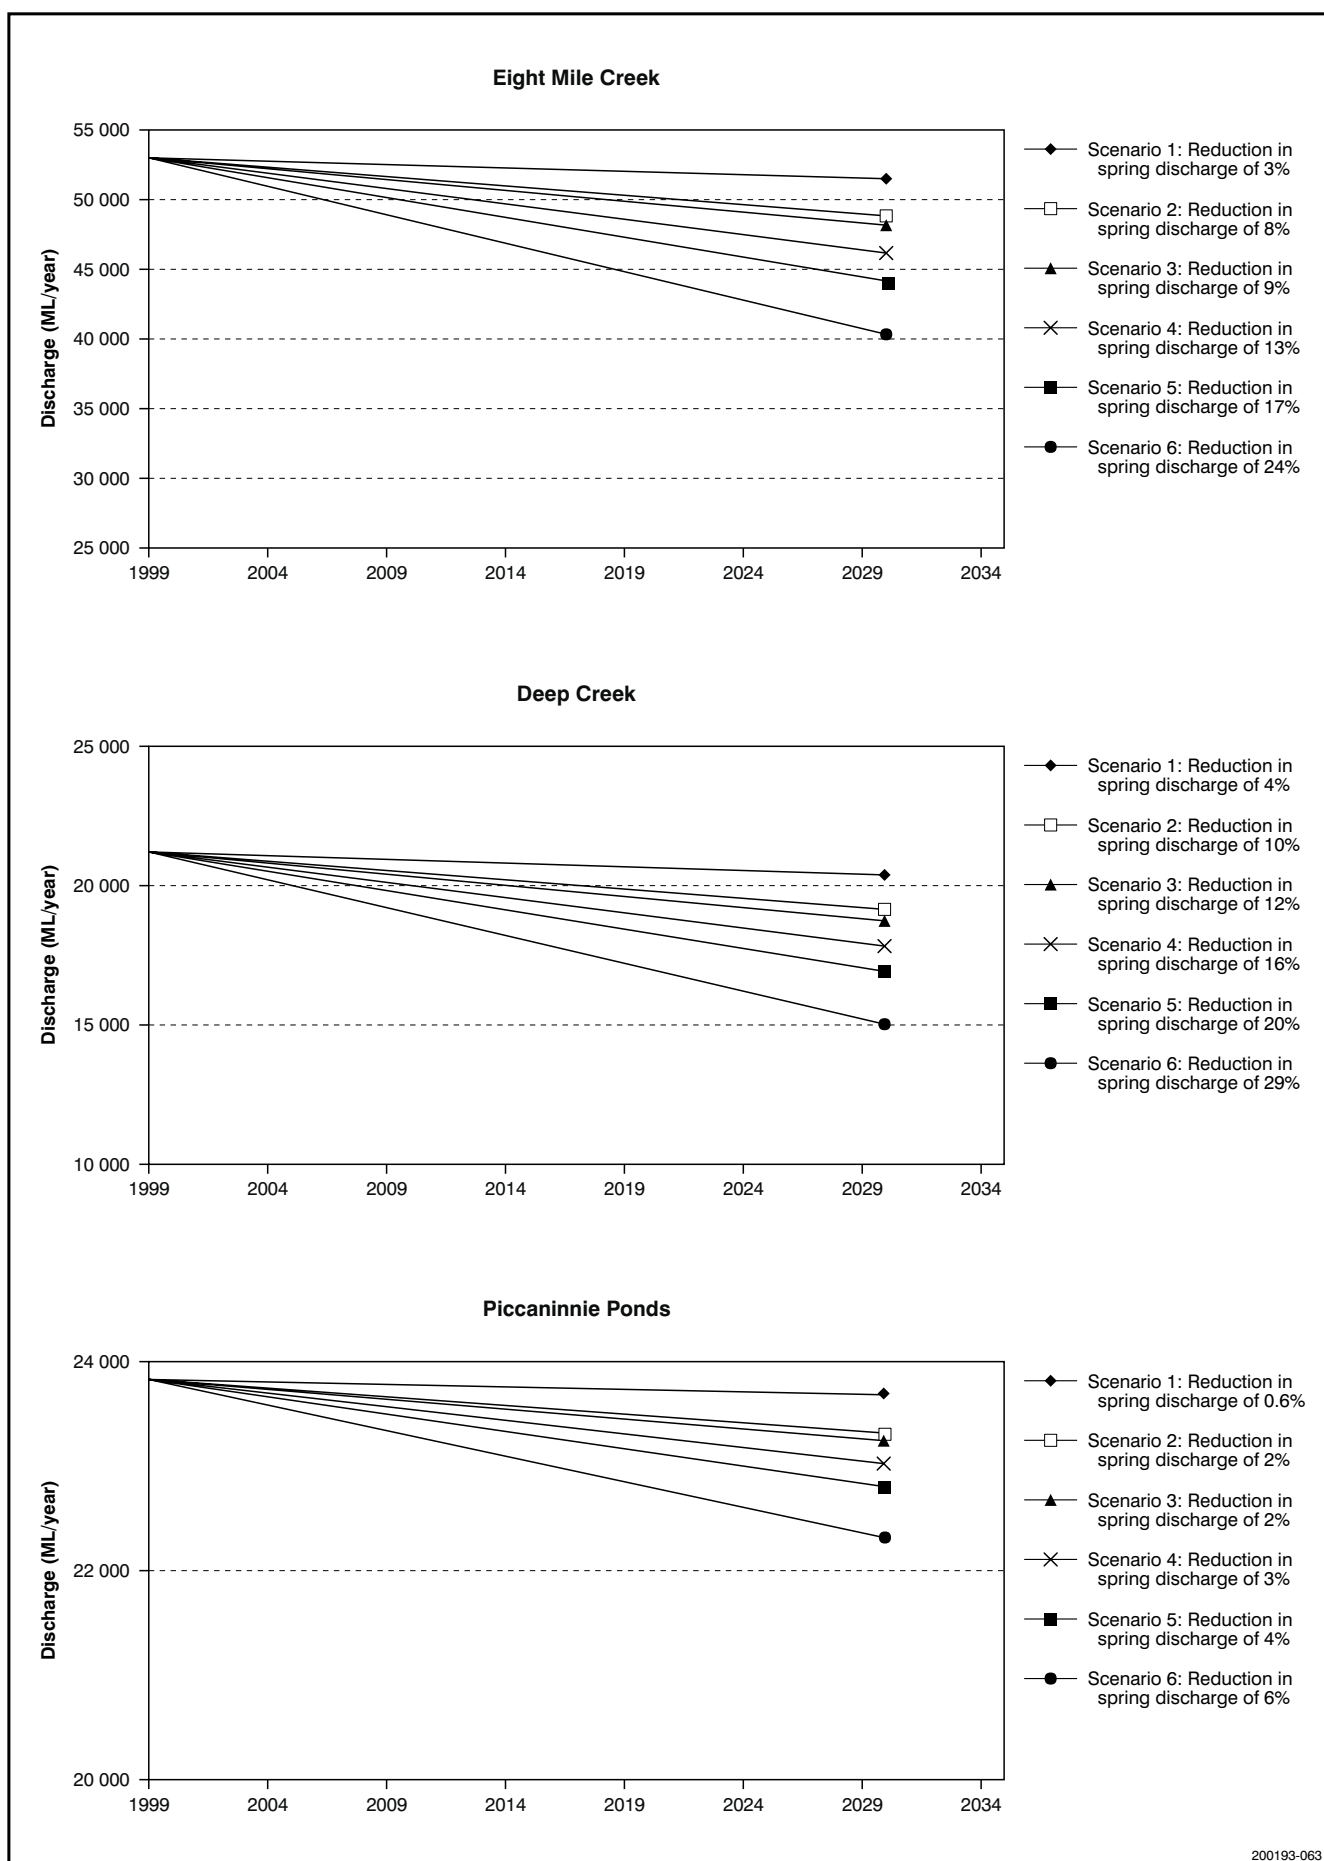 Eight Mile Creek
55 000
50 000
45 000
40 000
35 000
30 000
25 000
Discharge (ML/year)
1999 2004 2009 2014 2019 2024 2029 2034
Scenario 1: Reduction in
spring discharge of 3%
Scenario 2: Reduction in
spring discharge of 8%
Scenario 3: Reduction in
spring discharge of 9%
Scenario 4: Reduction in
spring discharge of 13%
Scenario 5: Reduction in
spring discharge of 17%
Scenario 6: Reduction in
spring discharge of 24%
Deep Creek
25 000
20 000
15 000
10 000
Discharge (ML/year)
1999 2004 2009 2014 2019 2024 2029 2034
Scenario 1: Reduction in
spring discharge of 4%
Scenario 2: Reduction in
spring discharge of 10%
Scenario 3: Reduction in
spring discharge of 12%
Scenario 4: Reduction in
spring discharge of 16%
Scenario 5: Reduction in
spring discharge of 20%
Scenario 6: Reduction in
spring discharge of 29%
Piccaninnie Ponds
24 000
22 000
20 000
Discharge (ML/year)
1999 2004 2009 2014 2019 2024 2029 2034
Scenario 1: Reduction in
spring discharge of 0.6%
Scenario 2: Reduction in
spring discharge of 2%
Scenario 3: Reduction in
spring discharge of 2%
Scenario 4: Reduction in
spring discharge of 3%
Scenario 5: Reduction in
spring discharge of 4%
Scenario 6: Reduction in
spring discharge of 6%
200193-063